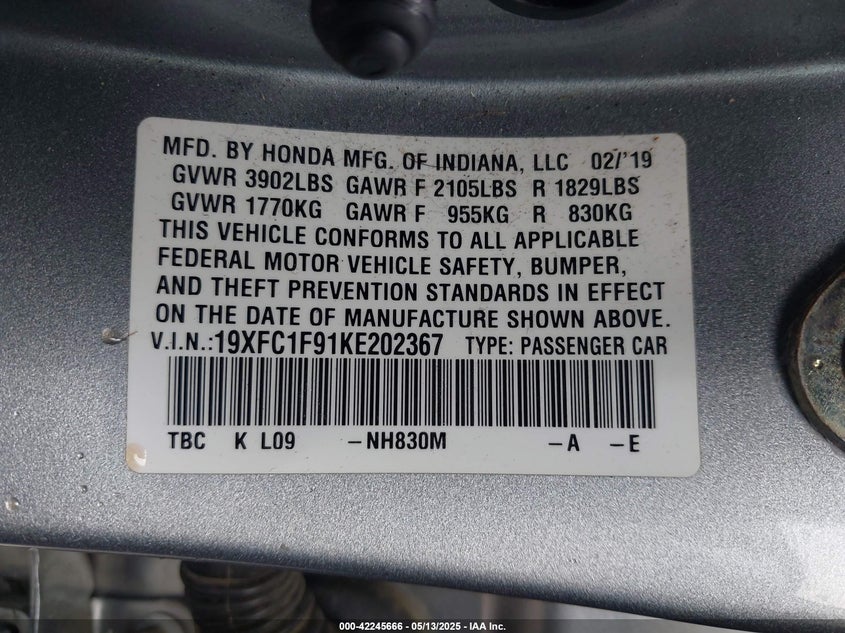 MFD. BY HONDA MFG. OF INDIANA, LLC 02/'19
GVWR 3902LBS GAWR F 2105LBS R 1829LBS
GVWR 1770KG GAWR F 955KG R 830KG
THIS VEHICLE CONFORMS TO ALL APPLICABLE
FEDERAL MOTOR VEHICLE SAFETY, BUMPER,
AND THEFT PREVENTION STANDARDS IN EFFECT
ON THE DATE OF MANUFACTURE SHOWN ABOVE.
V.I.N.:19XFC1F91KE202367 TYPE: PASSENGER CAR
TBC K L09 –NH830M –A –E
000-42245666 - 05/13/2025 - IAA Inc.